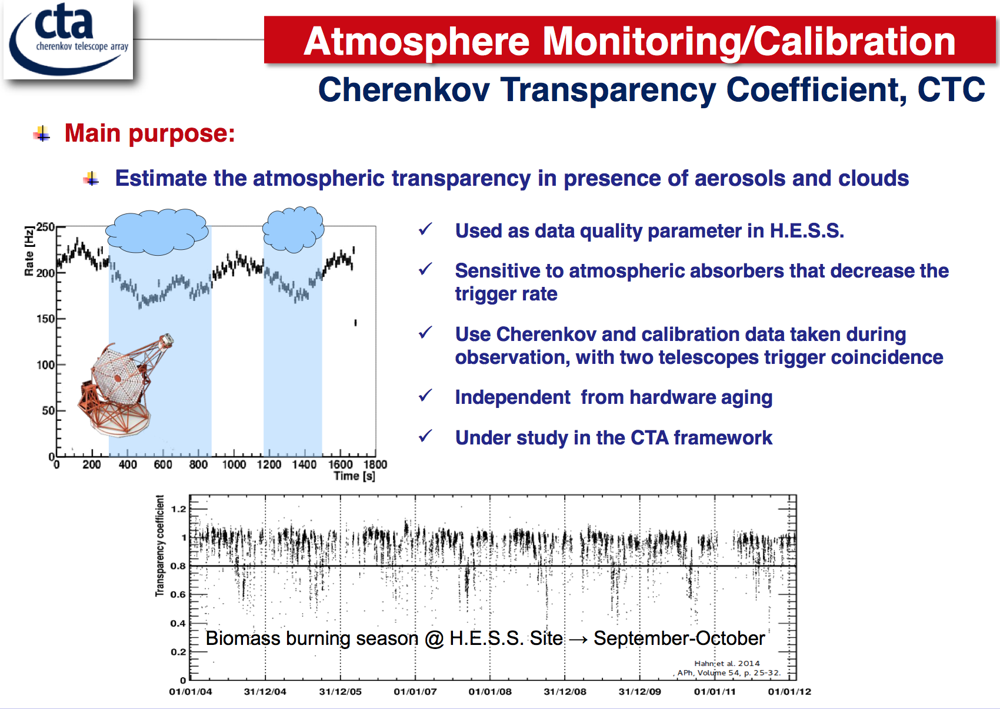 cta
cherenkov telescope array
Atmosphere Monitoring/Calibration
Cherenkov Transparency Coefficient, CTC
Main purpose:
Estimate the atmospheric transparency in presence of aerosols and clouds
Rate [Hz]
250
200
150
100
50
0
0 200 400 600 800 1000 1200 1400 1600 1800
Time [s]
✓ Used as data quality parameter in H.E.S.S.
✓ Sensitive to atmospheric absorbers that decrease the
trigger rate
✓ Use Cherenkov and calibration data taken during
observation, with two telescopes trigger coincidence
✓ Independent from hardware aging
✓ Under study in the CTA framework
Transparency coefficient
1.2
1
0.8
0.6
0.4
0.2
0
Biomass burning season @ H.E.S.S. Site → September-October
Hahn et al. 2014
, APh, Volume 54, p. 25-32.
01/01/04 31/12/04 31/12/05 01/01/07 01/01/08 31/12/08 31/12/09 01/01/11 01/01/12